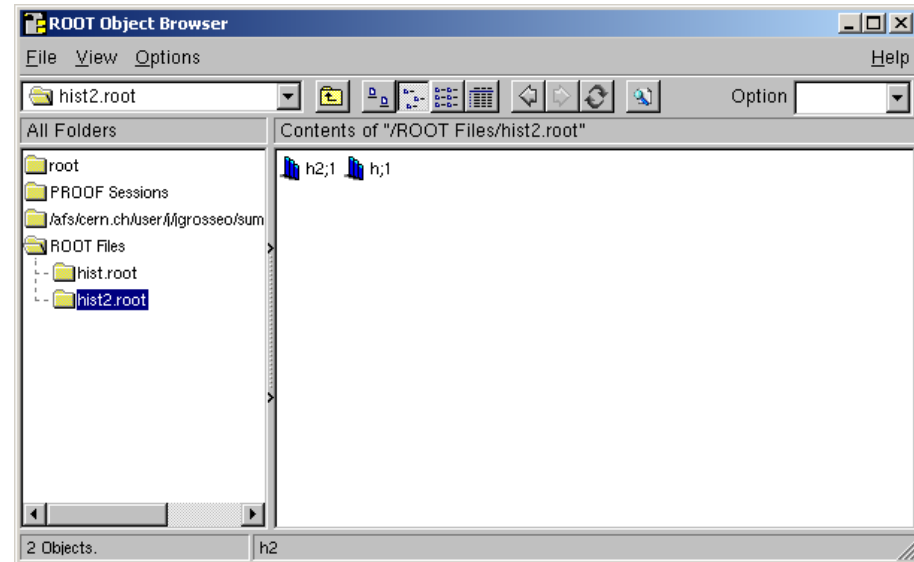 ROOT Object Browser
File View Options Help
hist2.root Option
All Folders Contents of "/ROOT Files/hist2.root"
root
PROOF Sessions
/afs/cern.ch/user/j/jgrosseo/sum
ROOT Files
hist.root
hist2.root
h2;1 h;1
2 Objects. h2